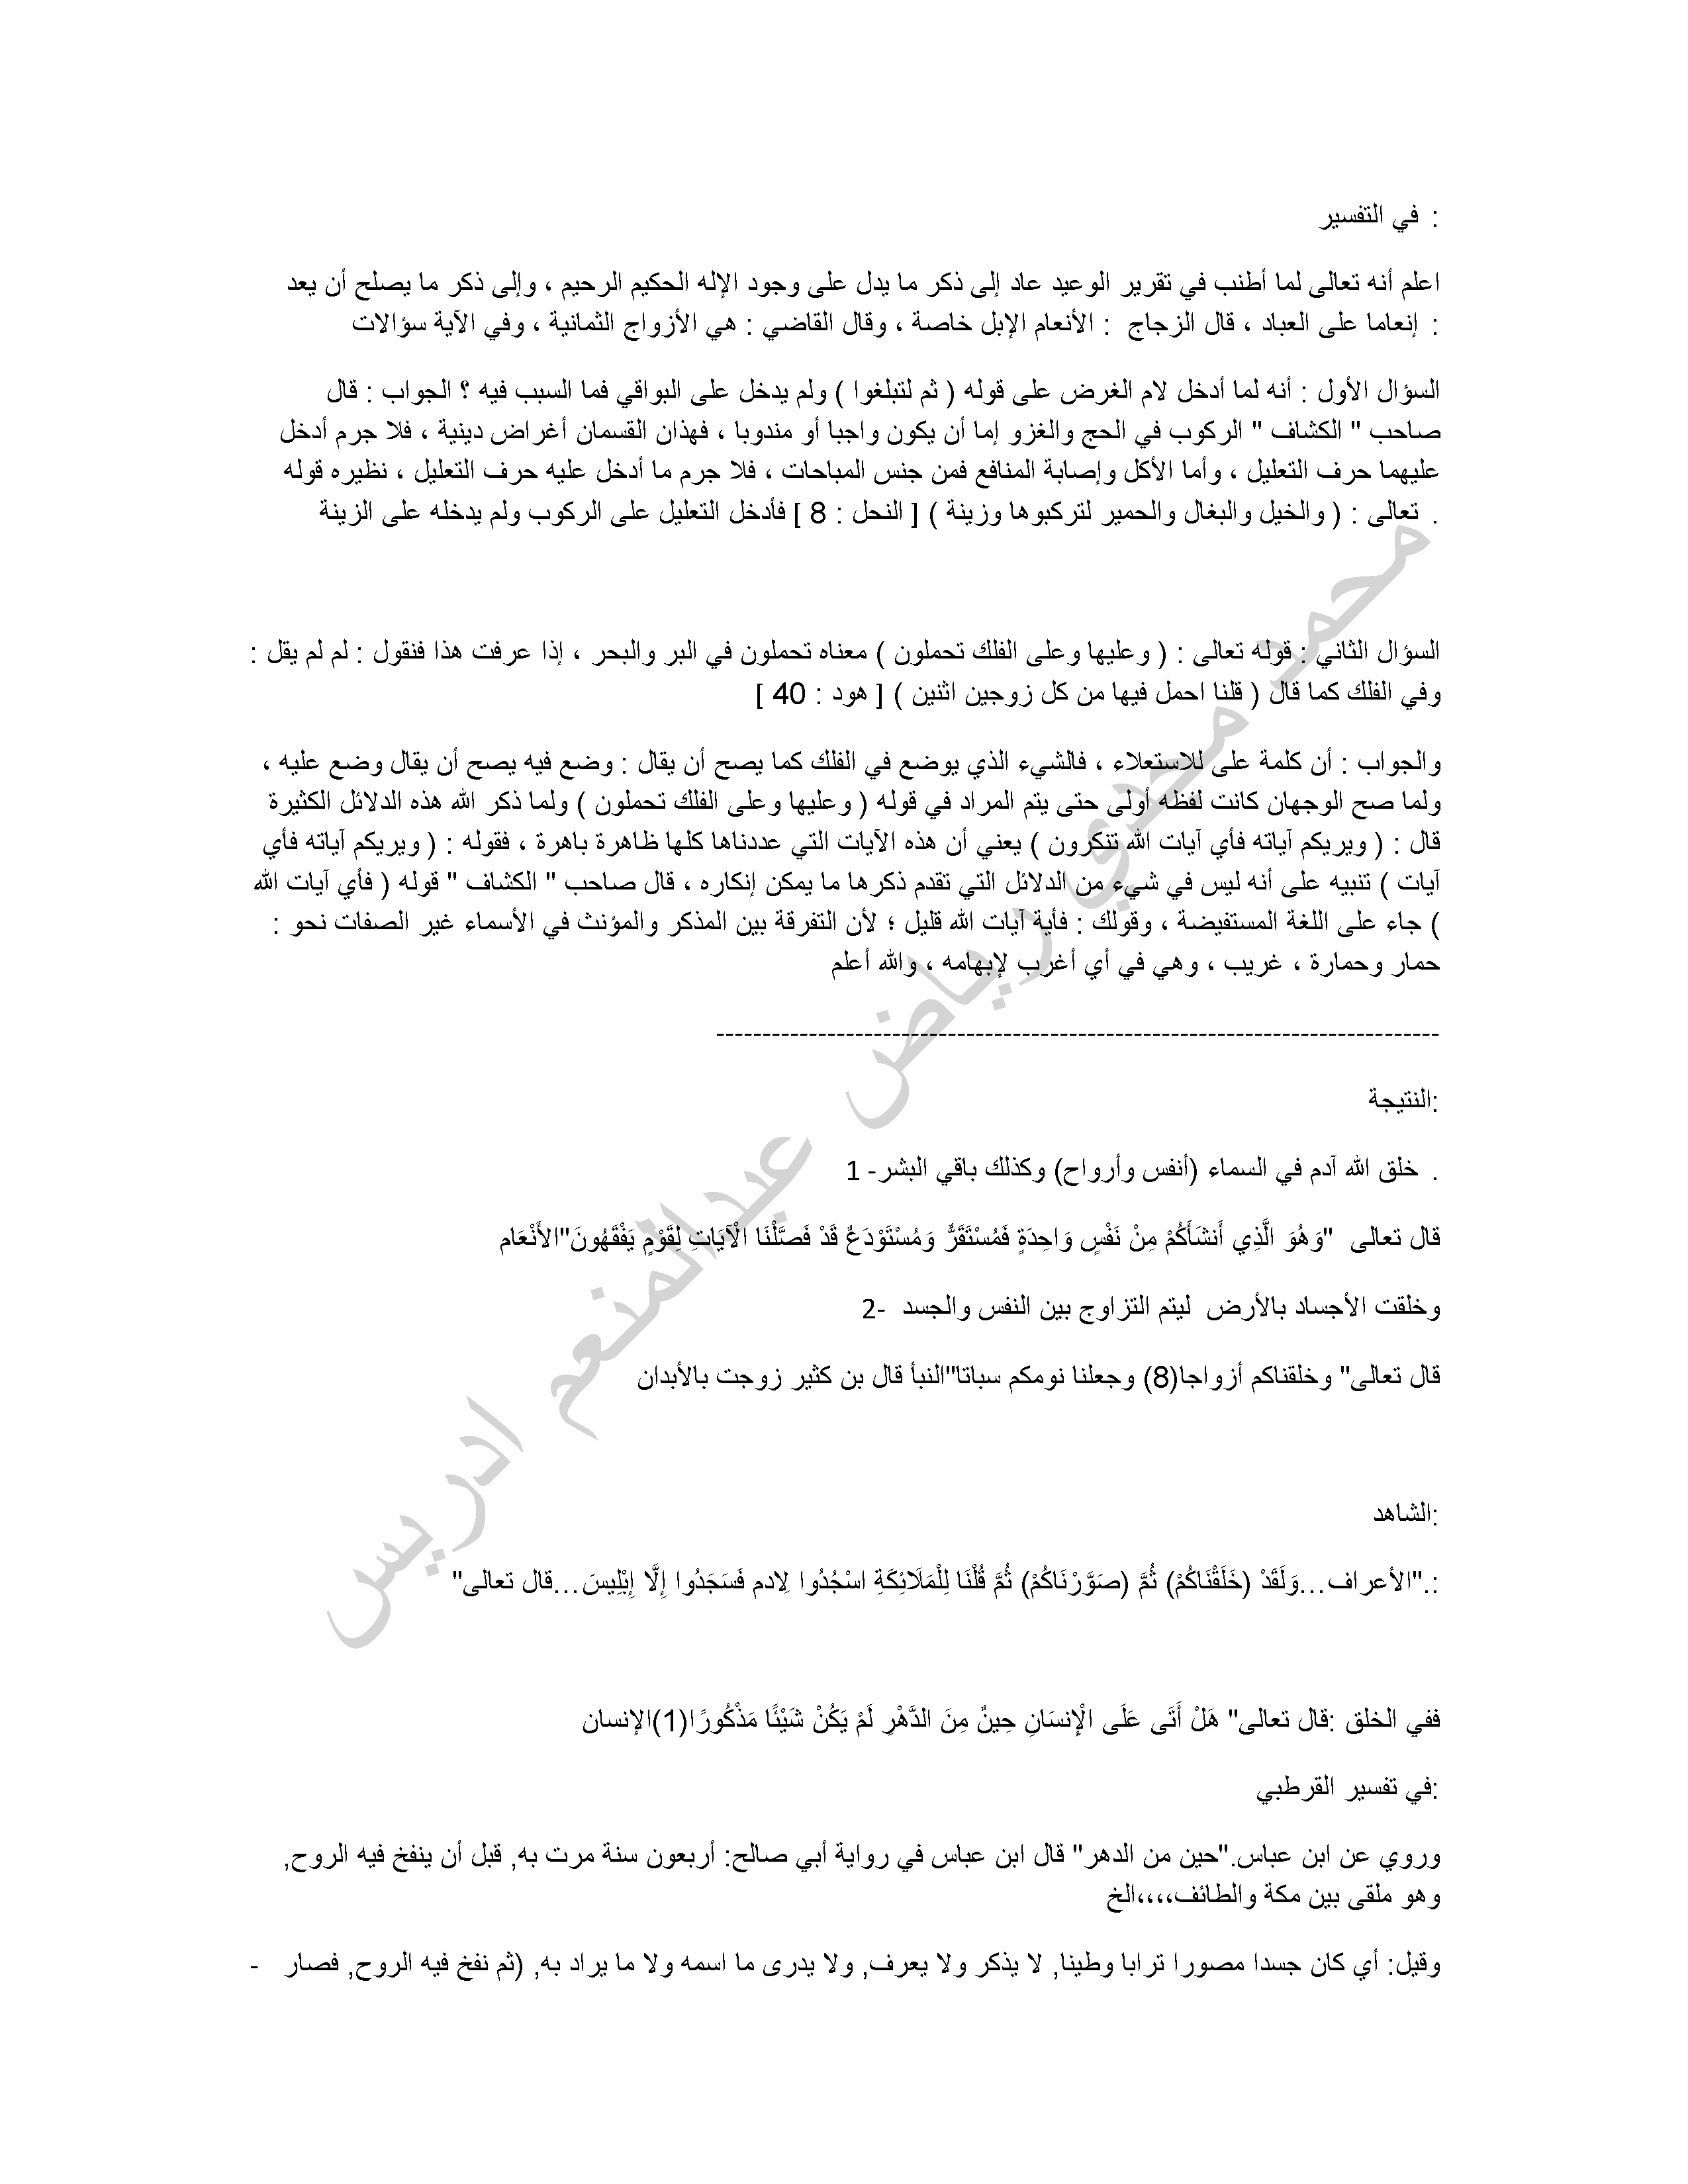 في التفسير :
اعلم أنه تعالى لما أطنب في تقرير الوعيد عاد إلى ذكر ما يدل على وجود الإله الحكيم الرحيم ، وإلى ذكر ما يصلح أن يعد
إنعاما على العباد ، قال الزجاج : الأنعام الإبل خاصة ، وقال القاضي : هي الأزواج الثمانية ، وفي الآية سؤالات :
السؤال الأول : أنه لما أدخل لام الغرض على قوله ( ثم لتبلغوا ) ولم يدخل على البواقي فما السبب فيه ؟ الجواب : قال
صاحب " الكشاف " الركوب في الحج والغزو إما أن يكون واجبا أو مندوبا ، فهذان القسمان أغراض دينية ، فلا جرم أدخل
عليهما حرف التعليل ، وأما الأكل وإصابة المنافع فمن جنس المباحات ، فلا جرم ما أدخل عليه حرف التعليل ، نظيره قوله
تعالى : ( والخيل والبغال والحمير لتركبوها وزينة ) [ النحل : 8 ] فأدخل التعليل على الركوب ولم يدخله على الزينة .
السؤال الثاني : قوله تعالى : ( وعليها وعلى الفلك تحملون ) معناه تحملون في البر والبحر ، إذا عرفت هذا فنقول : لم لم يقل :
وفي الفلك كما قال ( قلنا احمل فيها من كل زوجين اثنين ) [ هود : 40 ]
والجواب : أن كلمة على للاستعلاء ، فالشيء الذي يوضع في الفلك كما يصح أن يقال : وضع فيه يصح أن يقال وضع عليه ،
ولما صح الوجهان كانت لفظه أولى حتى يتم المراد في قوله ( وعليها وعلى الفلك تحملون ) ولما ذكر الله هذه الدلائل الكثيرة
قال : ( ويريكم آياته فأي آيات الله تنكرون ) يعني أن هذه الآيات التي عددناها كلها ظاهرة باهرة ، فقوله : ( ويريكم آياته فأي
آيات ) تنبيه على أنه ليس في شيء من الدلائل التي تقدم ذكرها ما يمكن إنكاره ، قال صاحب " الكشاف " قوله ( فأي آيات الله
) جاء على اللغة المستفيضة ، وقولك : فأية آيات الله قليل ؛ لأن التفرقة بين المذكر والمؤنث في الأسماء غير الصفات نحو :
حمار وحمارة ، غريب ، وهي في أي أغرب لإبهامه ، والله أعلم
------------------------------------------------------------------------------
النتيجة:
خلق الله آدم في السماء (أنفس وأرواح) وكذلك باقي البشر- 1 .
قال تعالى "وَهُوَ الَّذِي أَنشَأَكُمْ مِنْ نَفْسٍ وَاحِدَةٍ فَمُسْتَقَرٌّ وَمُسْتَوْدَعٌ قَدْ فَصَّلْنَا الْآيَاتِ لِقَوْمٍ يَفْقَهُونَ"الأَنْعَام
وخلقت الأجساد بالأرض ليتم التزاوج بين النفس والجسد -2
قال تعالى" وخلقناكم أزواجا(8) وجعلنا نومكم سباتا"النبأ قال بن كثير زوجت بالأبدان
الشاهد:
:."الأعراف...وَلَقَدْ (خَلَقْنَاكُمْ) ثُمَّ (صَوَّرْنَاكُمْ) ثُمَّ قُلْنَا لِلْمَلَائِكَةِ اسْجُدُوا لِادم فَسَجَدُوا إِلَّا إِبْلِيسَ...قال تعالى"
ففي الخلق :قال تعالى" هَلْ أَتَى عَلَى الْإِنسَانِ حِينٌ مِنَ الدَّهْرِ لَمْ يَكُنْ شَيْئًا مَذْكُورًا(1)الإنسان
في تفسير القرطبي:
وروي عن ابن عباس."حين من الدهر" قال ابن عباس في رواية أبي صالح: أربعون سنة مرت به, قبل أن ينفخ فيه الروح,
وهو ملقى بين مكة والطائف،،،،الخ
وقيل: أي كان جسدا مصورا ترابا وطينا, لا يذكر ولا يعرف, ولا يدرى ما اسمه ولا ما يراد به, (ثم نفخ فيه الروح, فصار -
محمد مجدي رياض عبدالمنعم ادريس